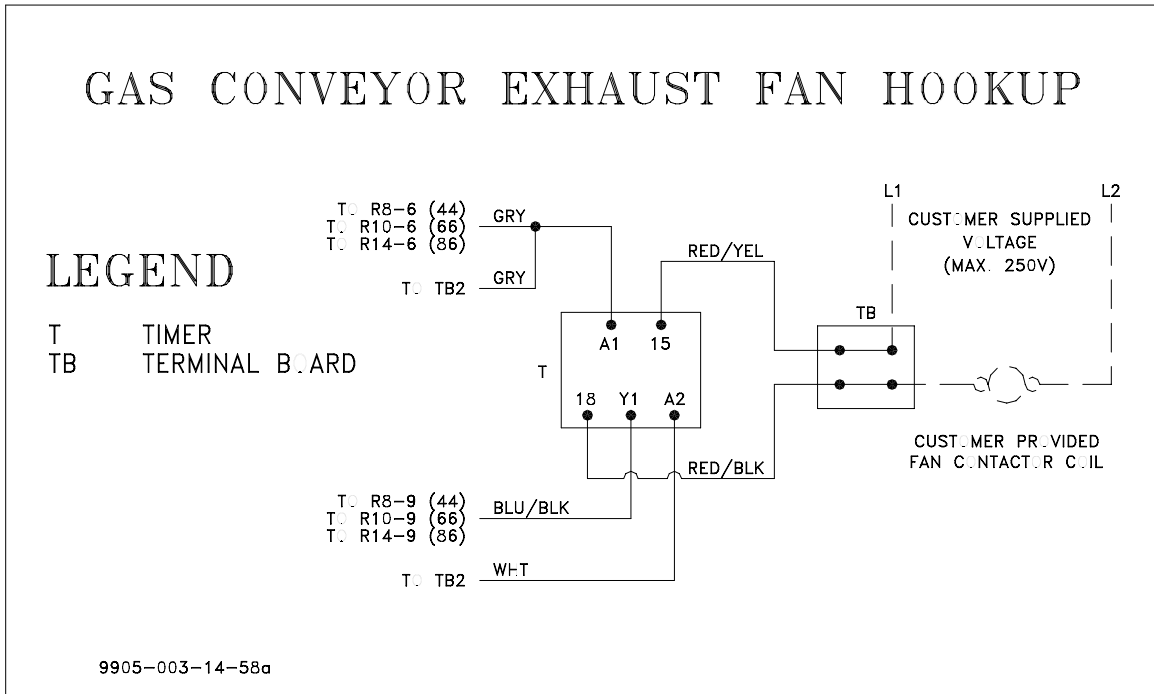 GAS CONVEYOR EXHAUST FAN HOOKUP
LEGEND
T TIMER
TB TERMINAL BOARD
TO R8-6 (44)
TO R10-6 (66)
TO R14-6 (86)
GRY
TO TB2
GRY
RED/YEL
L1
L2
CUSTOMER SUPPLIED
VOLTAGE
(MAX. 250V)
TB
A1 15
T
18 Y1 A2
CUSTOMER PROVIDED
FAN CONTACTOR COIL
RED/BLK
TO R8-9 (44)
TO R10-9 (66)
TO R14-9 (86)
BLU/BLK
TO TB2
WHT
9905-003-14-58a